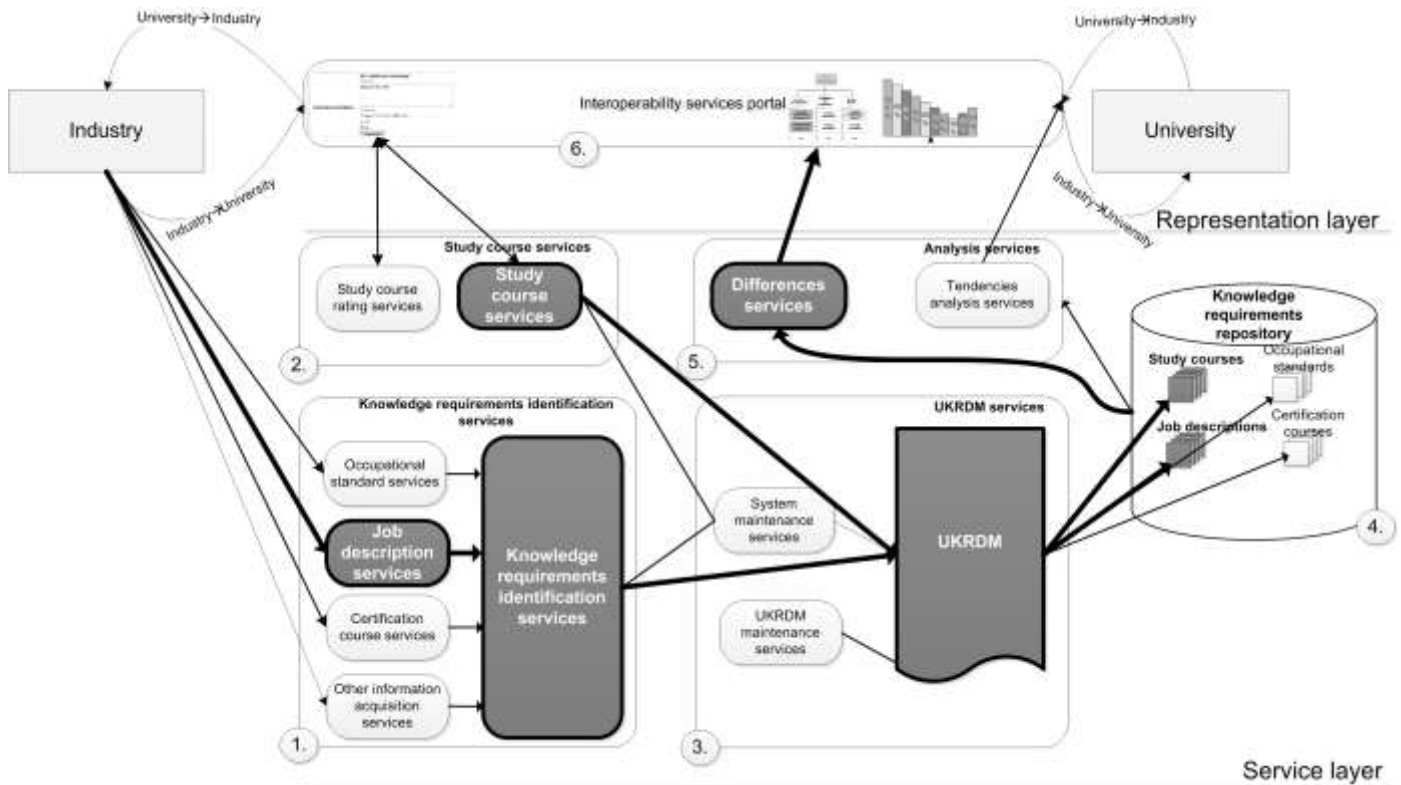 University→Industry
University→Industry
Industry
Interoperability services portal
University
6.
Industry→University
Industry→University
Representation layer
Study course services
Study course
rating services
Study
course
services
2.
Analysis services
Differences
services
Tendencies
analysis services
5.
Knowledge
requirements
repository
Study courses
Occupational
standards
Job descriptions
Certification
courses
4.
Knowledge requirements identification
services
Occupational
standard services
Job
description
services
Certification
course services
Other information
acquisition
services
Knowledge
requirements
identification
services
1.
UKRDM services
System
maintenance
services
UKRDM
UKRDM
maintenance
services
3.
Service layer